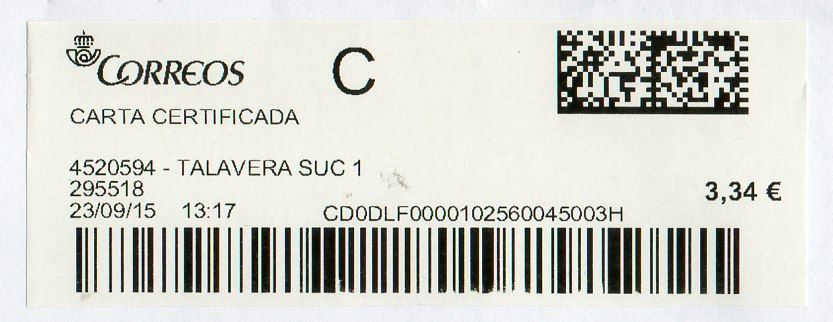 CORREOS
C
CARTA CERTIFICADA
4520594 - TALAVERA SUC 1
295518
3,34 €
23/09/15 13:17
CD0DLF0000102560045003H